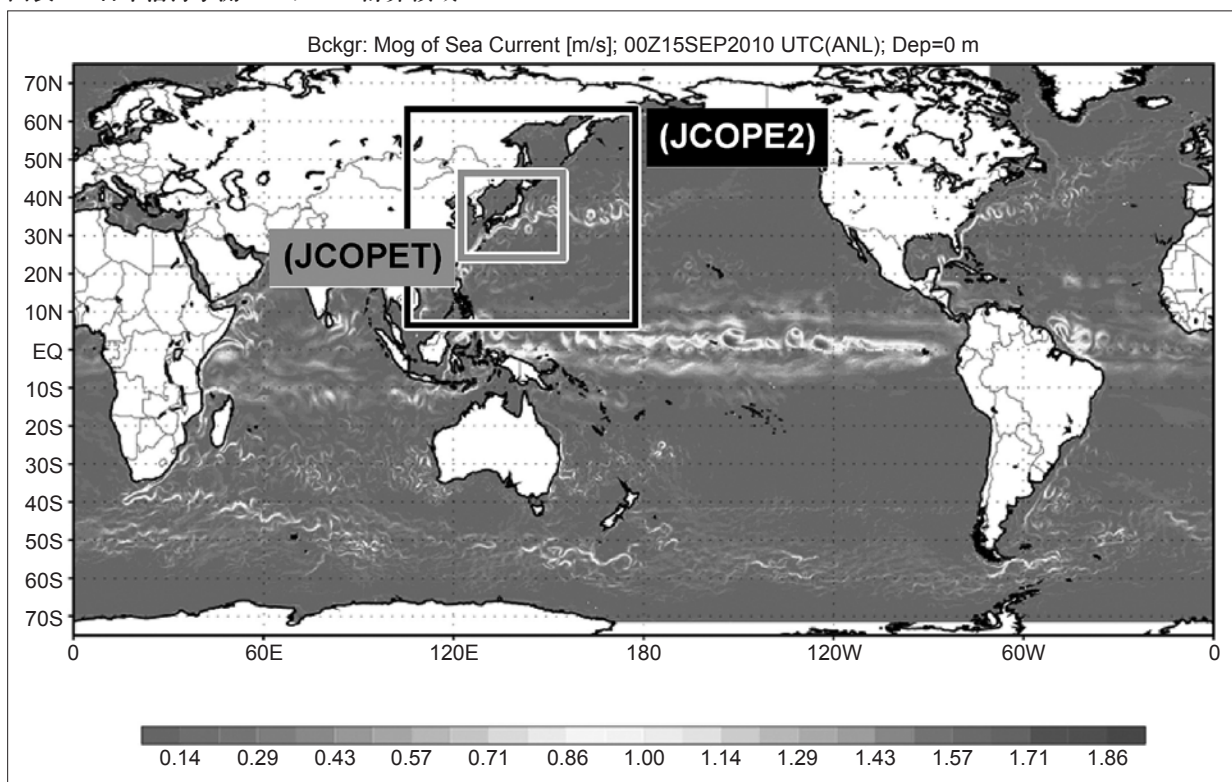 Bckgr: Mog of Sea Current [m/s]; 00Z15SEP2010 UTC(ANL); Dep=0 m
70N
60N
50N
40N
30N
20N
10N
EQ
10S
20S
30S
40S
50S
60S
70S
(JCOPE2)
(JCOPET)
0 60E 120E 180 120W 60W 0
0.14 0.29 0.43 0.57 0.71 0.86 1.00 1.14 1.29 1.43 1.57 1.71 1.86